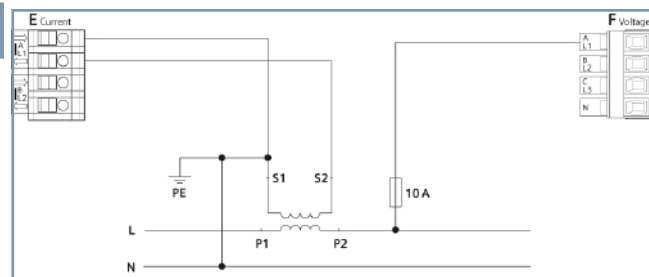 E Current
A
L1
B
L2
F Voltage
A
L1
B
L2
C
L3
N
PE
S1 S2
10 A
L
P1 P2
N